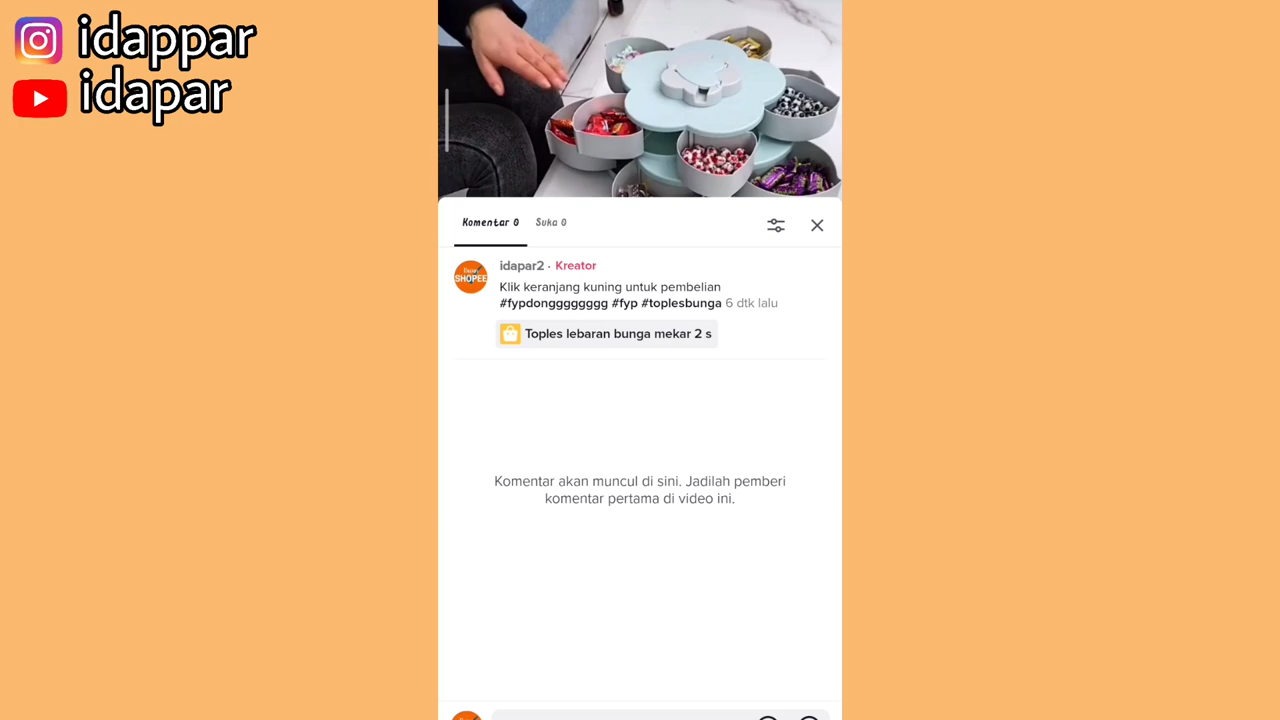 idappar
idapar
Komentar 0 Suka 0
idapar2 · Kreator
Klik keranjang kuning untuk pembelian
#fypdongggggggg #fyp #toplesbunga 6 dtk lalu
Toples lebaran bunga mekar 2 s
Komentar akan muncul di sini. Jadilah pemberi
komentar pertama di video ini.
SHOPEE